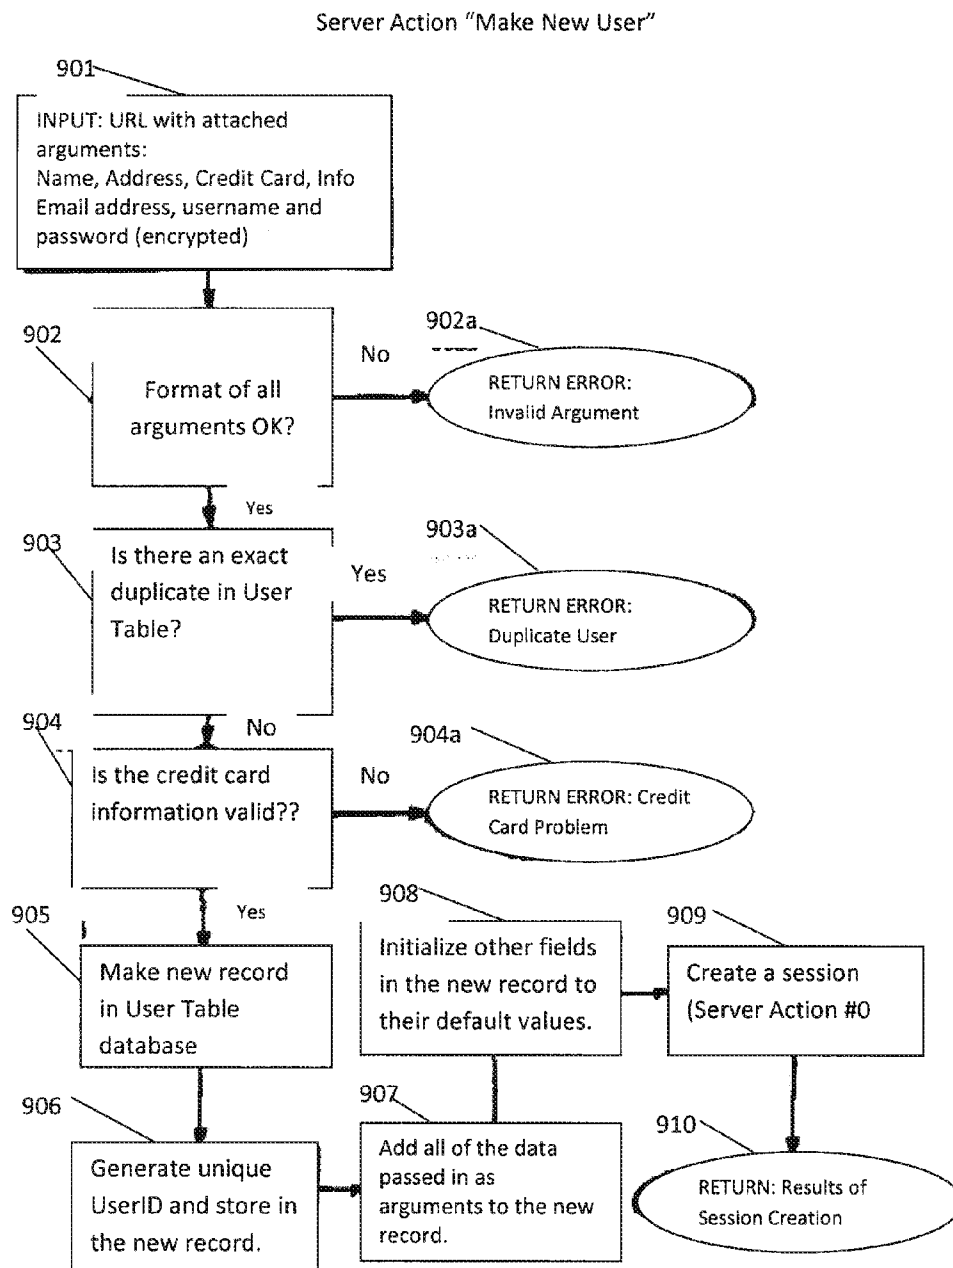 Server Action “Make New User”
901
INPUT: URL with attached
arguments:
Name, Address, Credit Card, Info
Email address, username and
password (encrypted)
902
Format of all
arguments OK?
No
902a
RETURN ERROR:
Invalid Argument
Yes
903
Is there an exact
duplicate in User
Table?
Yes
903a
RETURN ERROR:
Duplicate User
No
904
Is the credit card
information valid??
No
904a
RETURN ERROR: Credit
Card Problem
Yes
905
Make new record
in User Table
database
906
Generate unique
UserID and store in
the new record.
907
Add all of the data
passed in as
arguments to the new
record.
908
Initialize other fields
in the new record to
their default values.
909
Create a session
(Server Action #0
910
RETURN: Results of
Session Creation